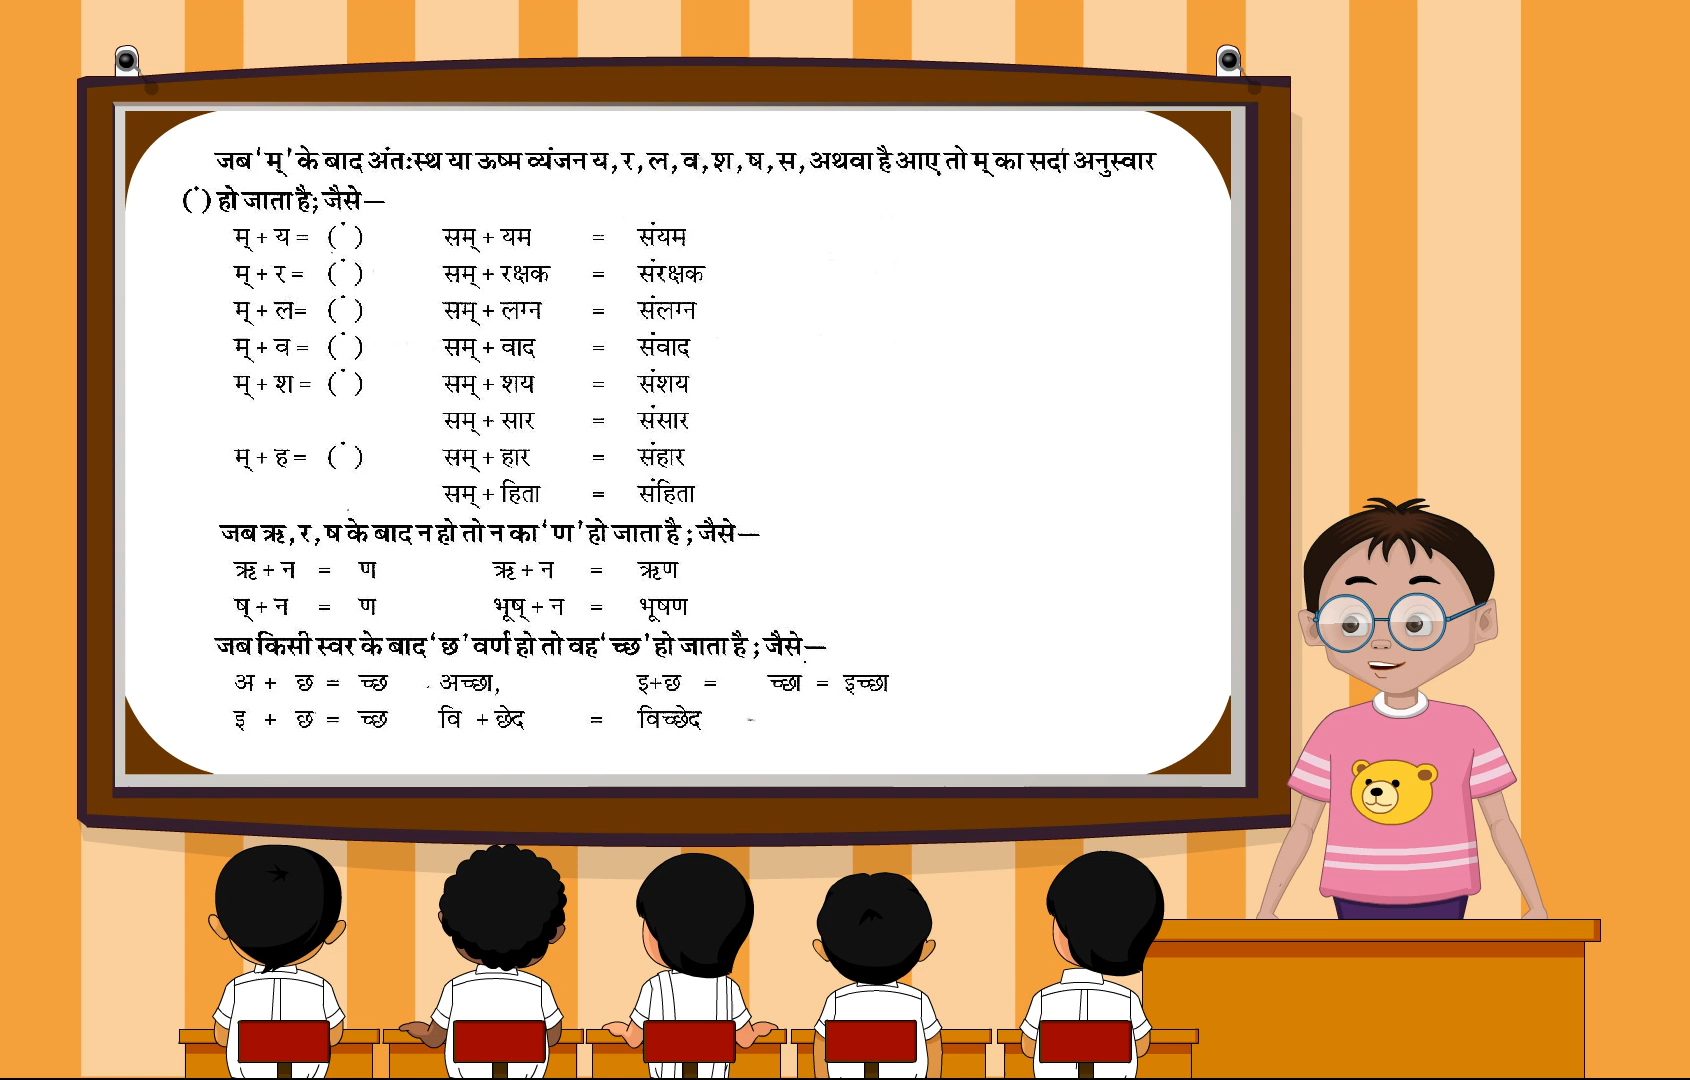 जब 'म्' के बाद अंतःस्थ या ऊष्म व्यंजन य, र, ल, व, श, ष, स, अथवा है आए तो म् का सदा अनुस्वार
(ं) हो जाता है; जैसे—
म् + य = (ं) सम् + यम = संयम
म् + र = (ं) सम् + रक्षक = संरक्षक
म् + ल= (ं) सम् + लग्न = संलग्न
म् + व = (ं) सम् + वाद = संवाद
म् + श = (ं) सम् + शय = संशय
सम् + सार = संसार
म् + ह = (ं) सम् + हार = संहार
सम् + हिता = संहिता
जब ऋ, र, ष के बाद न हो तो न का 'ण' हो जाता है ; जैसे—
ऋ + न = ण ऋ + न = ऋण
ष् + न = ण भूष् + न = भूषण
जब किसी स्वर के बाद 'छ' वर्ण हो तो वह 'च्छ' हो जाता है ; जैसे—
अ + छ = च्छ अच्छा, इ+छ = च्छा = इच्छा
इ + छ = च्छ वि + छेद = विच्छेद